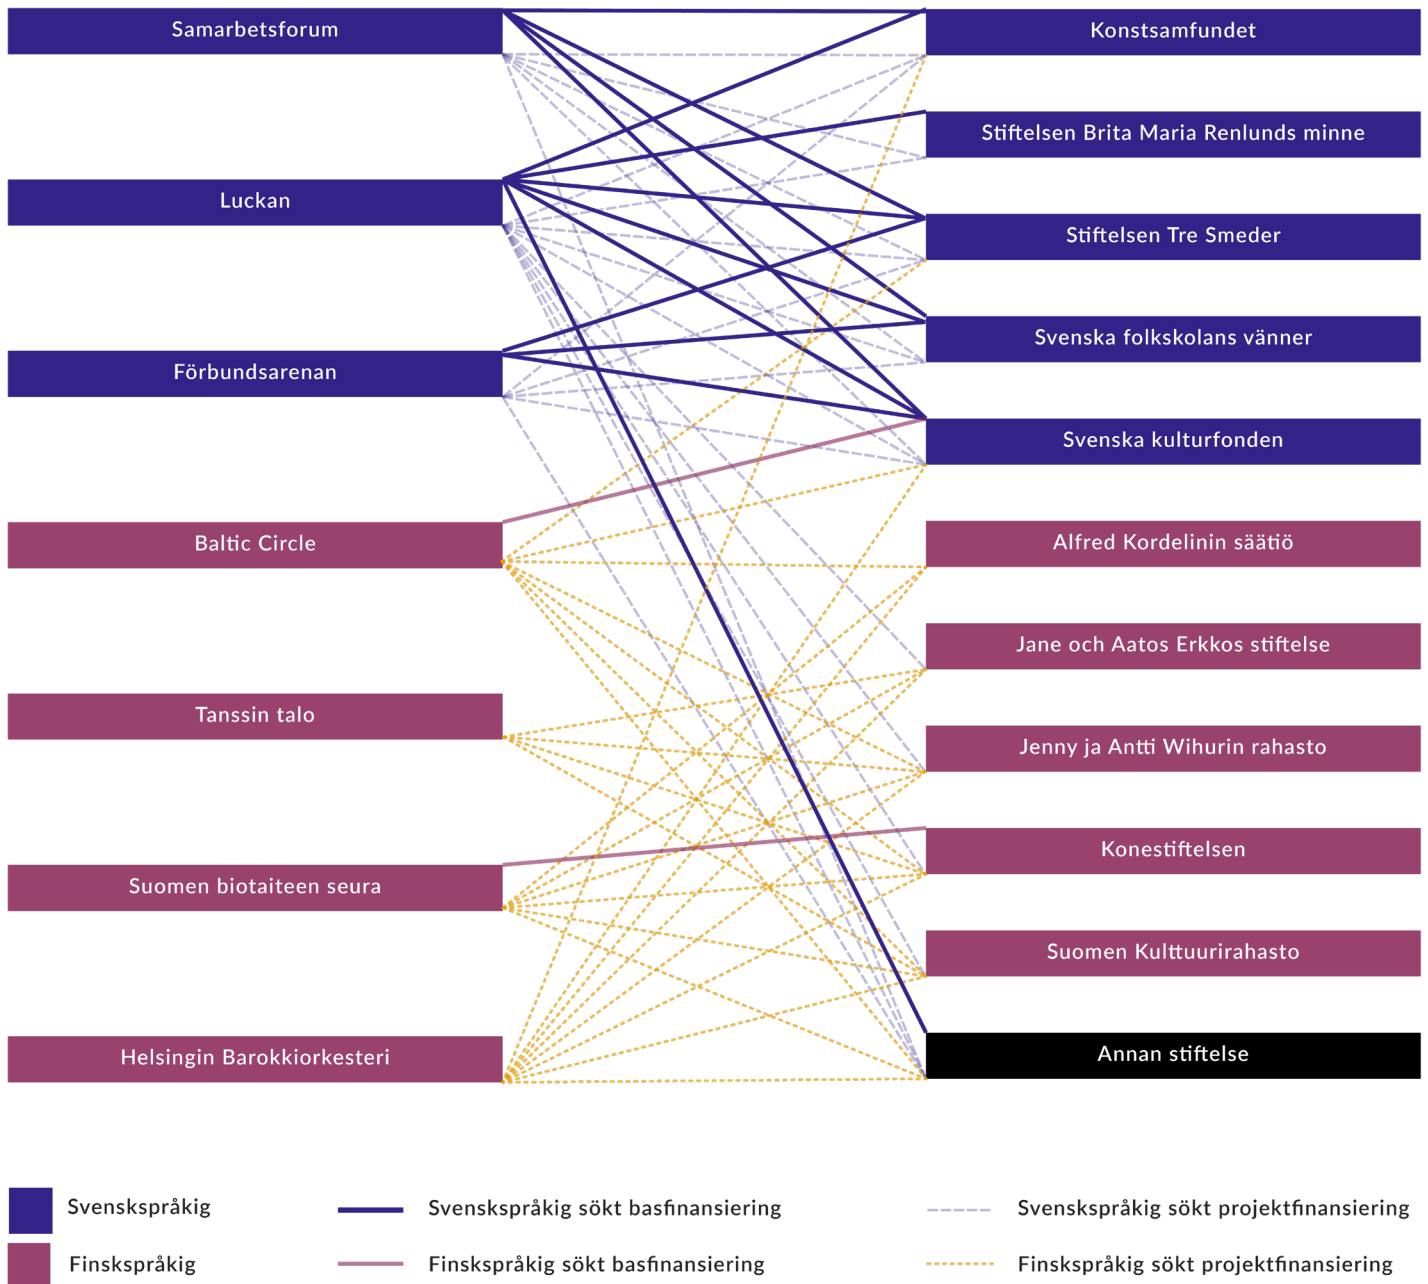 Samarbetsforum
Luckan
Förbundsarenan
Baltic Circle
Tanssin talo
Suomen biotaiteen seura
Helsingin Barokkiorkesteri
Konstsamfundet
Stiftelsen Brita Maria Renlunds minne
Stiftelsen Tre Smeder
Svenska folkskolans vänner
Svenska kulturfonden
Alfred Kordelinin säätiö
Jane och Aatos Erkkos stiftelse
Jenny ja Antti Wihurin rahasto
Konestiftelsen
Suomen Kulttuurirahasto
Annan stiftelse
Svenskspråkig
Finskspråkig
Svenskspråkig sökt basfinansiering
Finskspråkig sökt basfinansiering
Svenskspråkig sökt projektfinansiering
Finskspråkig sökt projektfinansiering